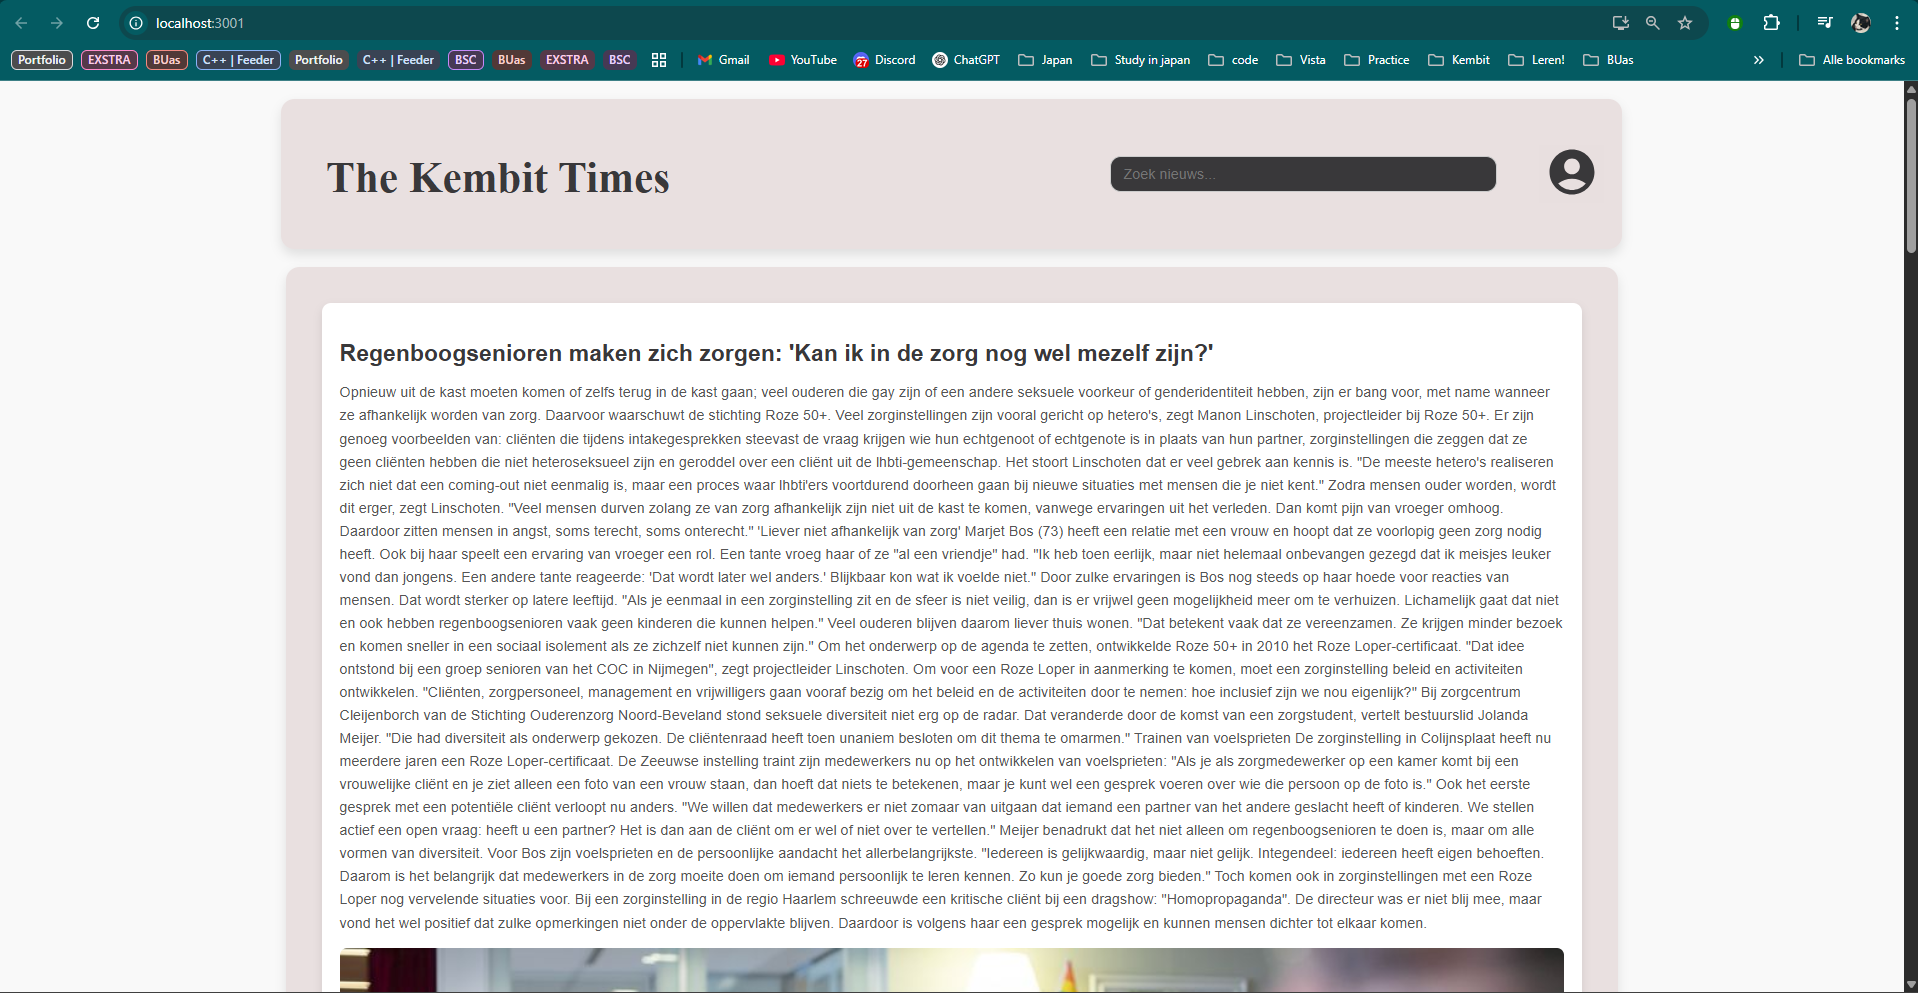 localhost:3001
Portfolio EXSTRA BUas C++ | Feeder Portfolio C++ | Feeder BSC BUas EXSTRA BSC Gmail YouTube 27 Discord ChatGPT Japan Study in japan code Vista Practice Kembit Leren! BUas » Alle bookmarks
The Kembit Times
Zoek nieuws...
Regenboogsenioren maken zich zorgen: 'Kan ik in de zorg nog wel mezelf zijn?'
Opnieuw uit de kast moeten komen of zelfs terug in de kast gaan; veel ouderen die gay zijn of een andere seksuele voorkeur of genderidentiteit hebben, zijn er bang voor, met name wanneer
ze afhankelijk worden van zorg. Daarvoor waarschuwt de stichting Roze 50+. Veel zorginstellingen zijn vooral gericht op hetero's, zegt Manon Linschoten, projectleider bij Roze 50+. Er zijn
genoeg voorbeelden van: cliënten die tijdens intakegesprekken steevast de vraag krijgen wie hun echtgenoot of echtgenote is in plaats van hun partner, zorginstellingen die zeggen dat ze
geen cliënten hebben die niet heteroseksueel zijn en geroddel over een cliënt uit de lhbti-gemeenschap. Het stoort Linschoten dat er veel gebrek aan kennis is. "De meeste hetero's realiseren
zich niet dat een coming-out niet eenmalig is, maar een proces waar lhbti'ers voortdurend doorheen gaan bij nieuwe situaties met mensen die je niet kent." Zodra mensen ouder worden, wordt
dit erger, zegt Linschoten. "Veel mensen durven zolang ze van zorg afhankelijk zijn niet uit de kast te komen, vanwege ervaringen uit het verleden. Dan komt pijn van vroeger omhoog.
Daardoor zitten mensen in angst, soms terecht, soms onterecht." 'Liever niet afhankelijk van zorg' Marjet Bos (73) heeft een relatie met een vrouw en hoopt dat ze voorlopig geen zorg nodig
heeft. Ook bij haar speelt een ervaring van vroeger een rol. Een tante vroeg haar of ze "al een vriendje" had. "Ik heb toen eerlijk, maar niet helemaal onbevangen gezegd dat ik meisjes leuker
vond dan jongens. Een andere tante reageerde: 'Dat wordt later wel anders.' Blijkbaar kon wat ik voelde niet." Door zulke ervaringen is Bos nog steeds op haar hoede voor reacties van
mensen. Dat wordt sterker op latere leeftijd. "Als je eenmaal in een zorginstelling zit en de sfeer is niet veilig, dan is er vrijwel geen mogelijkheid meer om te verhuizen. Lichamelijk gaat dat niet
en ook hebben regenboogsenioren vaak geen kinderen die kunnen helpen." Veel ouderen blijven daarom liever thuis wonen. "Dat betekent vaak dat ze vereenzamen. Ze krijgen minder bezoek
en komen sneller in een sociaal isolement als ze zichzelf niet kunnen zijn." Om het onderwerp op de agenda te zetten, ontwikkelde Roze 50+ in 2010 het Roze Loper-certificaat. "Dat idee
ontstond bij een groep senioren van het COC in Nijmegen", zegt projectleider Linschoten. Om voor een Roze Loper in aanmerking te komen, moet een zorginstelling beleid en activiteiten
ontwikkelen. "Cliënten, zorgpersoneel, management en vrijwilligers gaan vooraf bezig om het beleid en de activiteiten door te nemen: hoe inclusief zijn we nou eigenlijk?" Bij zorgcentrum
Cleijenborch van de Stichting Ouderenzorg Noord-Beveland stond seksuele diversiteit niet erg op de radar. Dat veranderde door de komst van een zorgstudent, vertelt bestuurslid Jolanda
Meijer. "Die had diversiteit als onderwerp gekozen. De cliëntenraad heeft toen unaniem besloten om dit thema te omarmen." Trainen van voelsprieten De zorginstelling in Colijnsplaat heeft nu
meerdere jaren een Roze Loper-certificaat. De Zeeuwse instelling traint zijn medewerkers nu op het ontwikkelen van voelsprieten: "Als je als zorgmedewerker op een kamer komt bij een
vrouwelijke cliënt en je ziet alleen een foto van een vrouw staan, dan hoeft dat niets te betekenen, maar je kunt wel een gesprek voeren over wie die persoon op de foto is." Ook het eerste
gesprek met een potentiële cliënt verloopt nu anders. "We willen dat medewerkers er niet zomaar van uitgaan dat iemand een partner van het andere geslacht heeft of kinderen. We stellen
actief een open vraag: heeft u een partner? Het is dan aan de cliënt om er wel of niet over te vertellen." Meijer benadrukt dat het niet alleen om regenboogsenioren te doen is, maar om alle
vormen van diversiteit. Voor Bos zijn voelsprieten en de persoonlijke aandacht het allerbelangrijkste. "Iedereen is gelijkwaardig, maar niet gelijk. Integendeel: iedereen heeft eigen behoeften.
Daarom is het belangrijk dat medewerkers in de zorg moeite doen om iemand persoonlijk te leren kennen. Zo kun je goede zorg bieden." Toch komen ook in zorginstellingen met een Roze
Loper nog vervelende situaties voor. Bij een zorginstelling in de regio Haarlem schreeuwde een kritische cliënt bij een dragshow: "Homopropaganda". De directeur was er niet blij mee, maar
vond het wel positief dat zulke opmerkingen niet onder de oppervlakte blijven. Daardoor is volgens haar een gesprek mogelijk en kunnen mensen dichter tot elkaar komen.